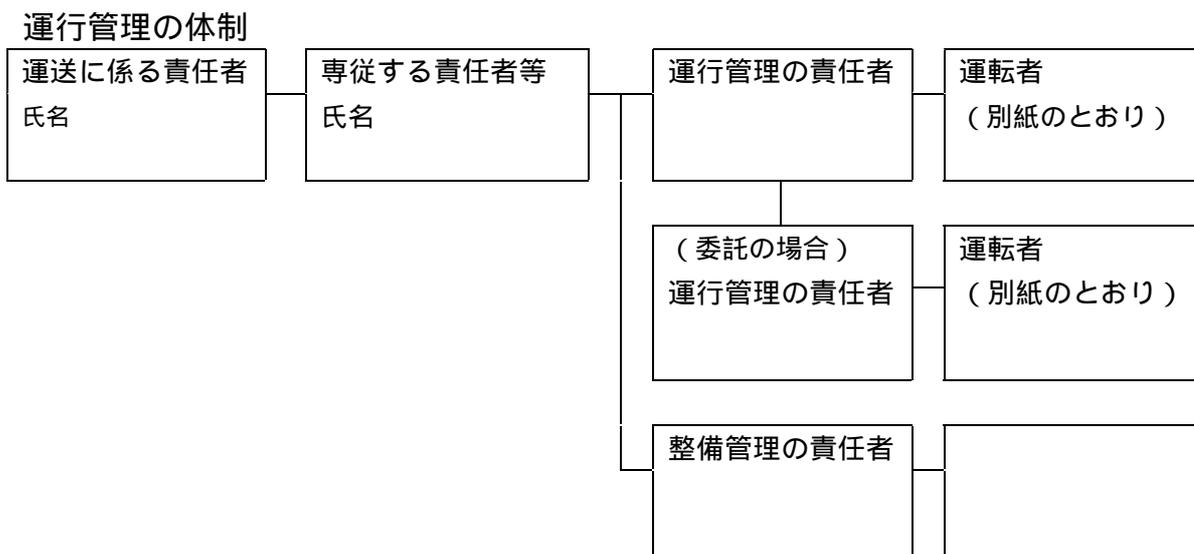 運行管理の体制
運送に係る責任者
氏名
専従する責任者等
氏名
運行管理の責任者
運転者
(別紙のとおり)
(委託の場合)
運行管理の責任者
運転者
(別紙のとおり)
整備管理の責任者